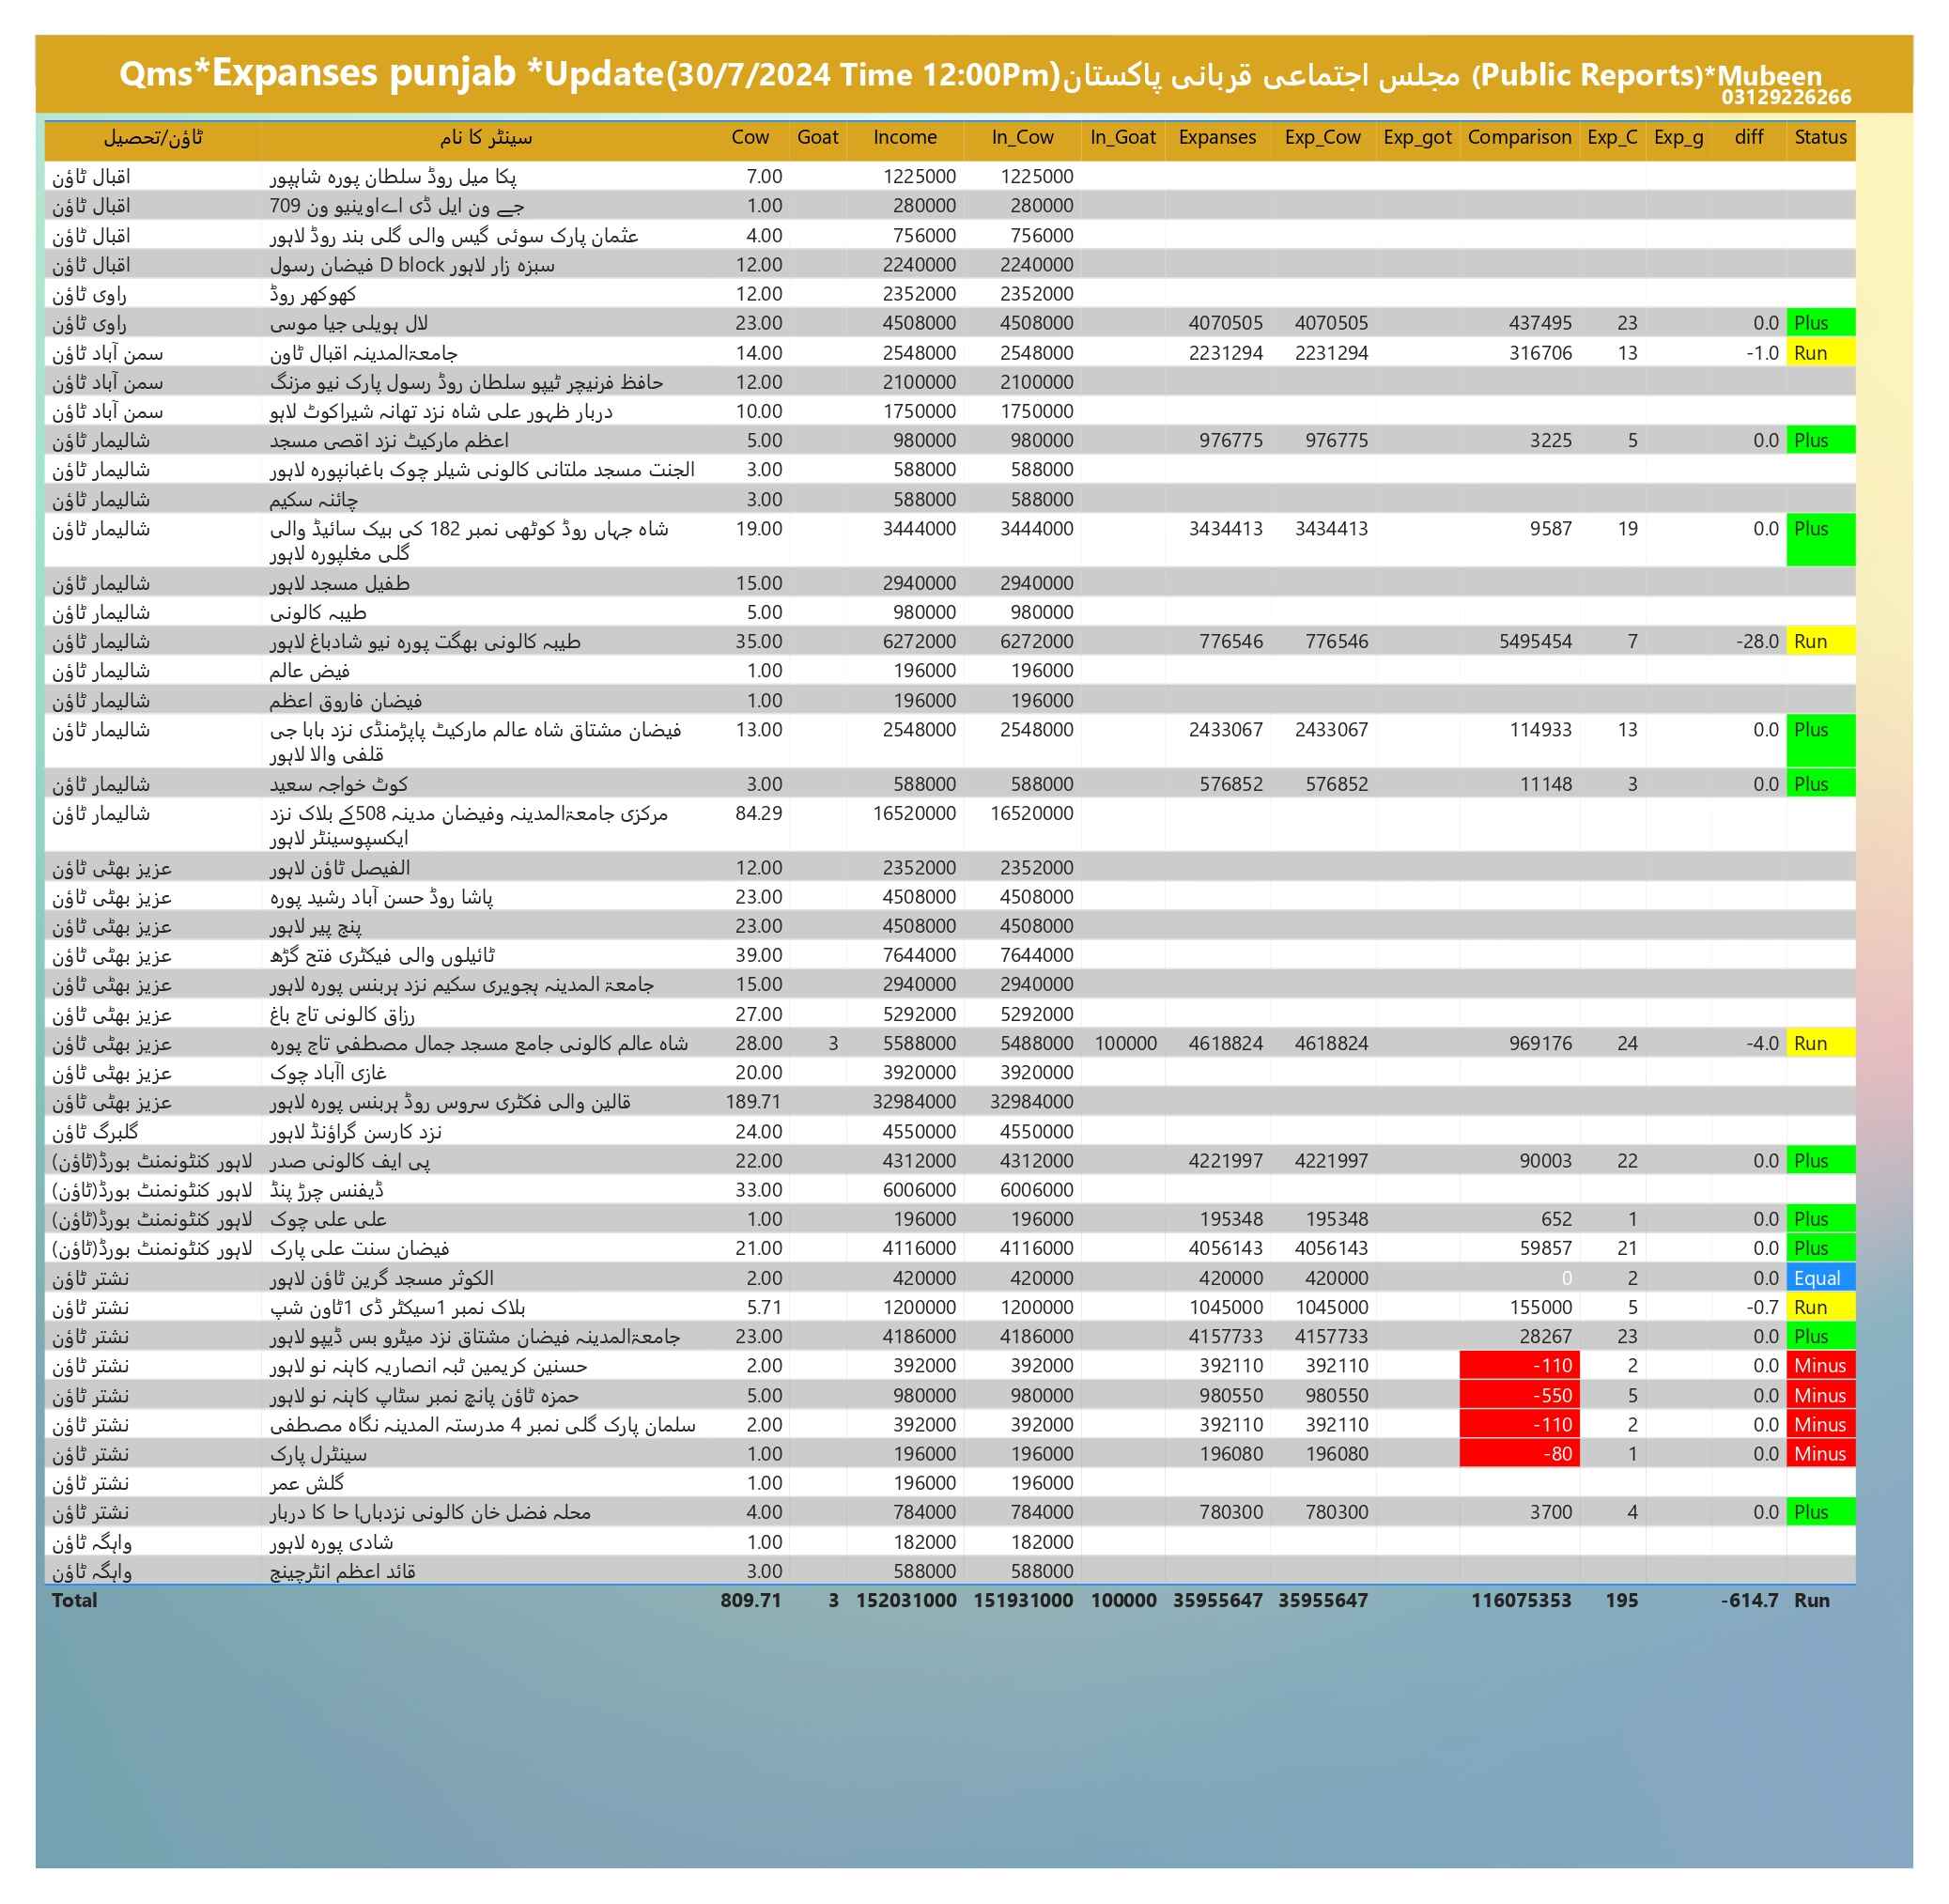 Qms*Expanses punjab *Update(30/7/2024 Time 12:00Pm)مجلس اجتماعی قربانی پاکستان (Public Reports)*Mubeen
03129226266
ٹاؤن/تحصیل سینٹر کا نام Cow Goat Income In_Cow In_Goat Expanses Exp_Cow Exp_got Comparison Exp_C Exp_g diff Status
اقبال ٹاؤن پکا میل روڈ سلطان پورہ شاہپور 7.00 1225000 1225000
اقبال ٹاؤن جے ون ایل ڈی اےاوینیو ون 709 1.00 280000 280000
اقبال ٹاؤن عثمان پارک سوئی گیس والی گلی بند روڈ لاہور 4.00 756000 756000
اقبال ٹاؤن سبزہ زار لاہور D block فیضان رسول 12.00 2240000 2240000
راوی ٹاؤن کھوکھر روڈ 12.00 2352000 2352000
راوی ٹاؤن لال ہویلی جیا موسی 23.00 4508000 4508000 4070505 4070505 437495 23 0.0 Plus
سمن آباد ٹاؤن جامعۃالمدینہ اقبال ٹاون 14.00 2548000 2548000 2231294 2231294 316706 13 -1.0 Run
سمن آباد ٹاؤن حافظ فرنیچر ٹیپو سلطان روڈ رسول پارک نیو مزنگ 12.00 2100000 2100000
سمن آباد ٹاؤن دربار ظہور علی شاہ نزد تھانہ شیراکوٹ لاہو 10.00 1750000 1750000
شالیمار ٹاؤن اعظم مارکیٹ نزد اقصی مسجد 5.00 980000 980000 976775 976775 3225 5 0.0 Plus
شالیمار ٹاؤن الجنت مسجد ملتانی کالونی شیلر چوک باغبانپورہ لاہور 3.00 588000 588000
شالیمار ٹاؤن چائنہ سکیم 3.00 588000 588000
شالیمار ٹاؤن شاہ جہاں روڈ کوٹھی نمبر 182 کی بیک سائیڈ والی 19.00 3444000 3444000 3434413 3434413 9587 19 0.0 Plus
گلی مغلپورہ لاہور
شالیمار ٹاؤن طفیل مسجد لاہور 15.00 2940000 2940000
شالیمار ٹاؤن طیبہ کالونی 5.00 980000 980000
شالیمار ٹاؤن طیبہ کالونی بھگت پورہ نیو شادباغ لاہور 35.00 6272000 6272000 776546 776546 5495454 7 -28.0 Run
شالیمار ٹاؤن فیض عالم 1.00 196000 196000
شالیمار ٹاؤن فیضان فاروق اعظم 1.00 196000 196000
شالیمار ٹاؤن فیضان مشتاق شاہ عالم مارکیٹ پاپڑمنڈی نزد بابا جی 13.00 2548000 2548000 2433067 2433067 114933 13 0.0 Plus
قلفی والا لاہور
شالیمار ٹاؤن کوٹ خواجہ سعید 3.00 588000 588000 576852 576852 11148 3 0.0 Plus
شالیمار ٹاؤن مرکزی جامعۃالمدینہ وفیضان مدینہ 508کے بلاک نزد 84.29 16520000 16520000
ایکسپوسینٹر لاہور
عزیز بھٹی ٹاؤن الفیصل ٹاؤن لاہور 12.00 2352000 2352000
عزیز بھٹی ٹاؤن پاشا روڈ حسن آباد رشید پورہ 23.00 4508000 4508000
عزیز بھٹی ٹاؤن پنج پیر لاہور 23.00 4508000 4508000
عزیز بھٹی ٹاؤن ٹائیلوں والی فیکٹری فتح گڑھ 39.00 7644000 7644000
عزیز بھٹی ٹاؤن جامعۃ المدینہ ہجویری سکیم نزد ہربنس پورہ لاہور 15.00 2940000 2940000
عزیز بھٹی ٹاؤن رزاق کالونی تاج باغ 27.00 5292000 5292000
عزیز بھٹی ٹاؤن شاہ عالم کالونی جامع مسجد جمال مصطفی تاج پورہ 28.00 3 5588000 5488000 100000 4618824 4618824 969176 24 -4.0 Run
عزیز بھٹی ٹاؤن غازی اآباد چوک 20.00 3920000 3920000
عزیز بھٹی ٹاؤن قالین والی فکٹری سروس روڈ ہربنس پورہ لاہور 189.71 32984000 32984000
گلبرگ ٹاؤن نزد کارسن گراؤنڈ لاہور 24.00 4550000 4550000
لاہور کنٹونمنٹ بورڈ(ٹاؤن) پی ایف کالونی صدر 22.00 4312000 4312000 4221997 4221997 90003 22 0.0 Plus
لاہور کنٹونمنٹ بورڈ(ٹاؤن) ڈیفنس چرڑ پنڈ 33.00 6006000 6006000
لاہور کنٹونمنٹ بورڈ(ٹاؤن) علی علی چوک 1.00 196000 196000 195348 195348 652 1 0.0 Plus
لاہور کنٹونمنٹ بورڈ(ٹاؤن) فیضان سنت علی پارک 21.00 4116000 4116000 4056143 4056143 59857 21 0.0 Plus
نشتر ٹاؤن الکوثر مسجد گرین ٹاؤن لاہور 2.00 420000 420000 420000 420000 0 2 0.0 Equal
نشتر ٹاؤن بلاک نمبر 1سیکٹر ڈی 1ٹاون شپ 5.71 1200000 1200000 1045000 1045000 155000 5 -0.7 Run
نشتر ٹاؤن جامعۃالمدینہ فیضان مشتاق نزد میٹرو بس ڈیپو لاہور 23.00 4186000 4186000 4157733 4157733 28267 23 0.0 Plus
نشتر ٹاؤن حسنین کریمین ٹبہ انصاریہ کاہنہ نو لاہور 2.00 392000 392000 392110 392110 -110 2 0.0 Minus
نشتر ٹاؤن حمزہ ٹاؤن پانچ نمبر سٹاپ کاہنہ نو لاہور 5.00 980000 980000 980550 980550 -550 5 0.0 Minus
نشتر ٹاؤن سلمان پارک گلی نمبر 4 مدرستہ المدینہ نگاہ مصطفی 2.00 392000 392000 392110 392110 -110 2 0.0 Minus
نشتر ٹاؤن سینٹرل پارک 1.00 196000 196000 196080 196080 -80 1 0.0 Minus
نشتر ٹاؤن گلش عمر 1.00 196000 196000
نشتر ٹاؤن محلہ فضل خان کالونی کا دربار 4.00 784000 784000 780300 780300 3700 4 0.0 Plus
واہگہ ٹاؤن شادی پورہ لاہور 1.00 182000 182000
واہگہ ٹاؤن قائد اعظم انٹرچینج 3.00 588000 588000
Total 809.71 3 152031000 151931000 100000 35955647 35955647 116075353 195 -614.7 Run